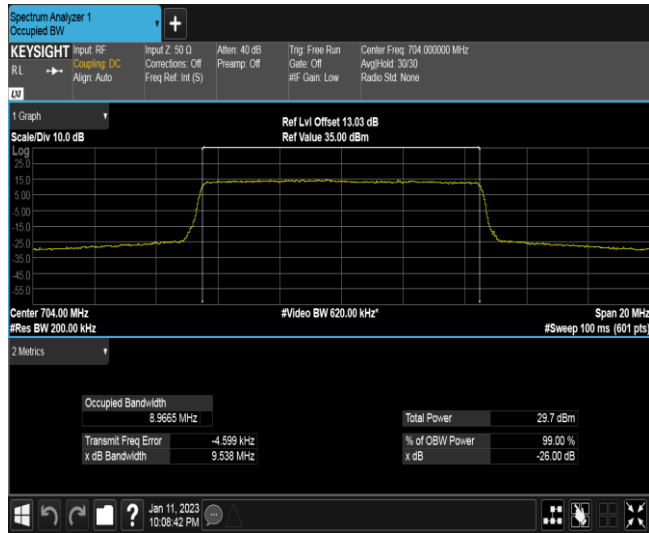 Spectrum Analyzer 1
Occupied BW
+
KEYSIGHT
RL
LXI
Input: RF
Coupling: DC
Align: Auto
Input Z: 50 Ω
Corrections: Off
Freq Ref: Int (S)
Atten: 40 dB
Preamp: Off
Trig: Free Run
Gate: Off
#IF Gain: Low
Center Freq: 704.000000 MHz
Avg|Hold: 30/30
Radio Std: None
1 Graph
Scale/Div 10.0 dB
Ref Lvl Offset 13.03 dB
Ref Value 35.00 dBm
Log
25.0
15.0
5.00
-5.00
-15.0
-25.0
-35.0
-45.0
-55.0
Center 704.00 MHz
#Video BW 620.00 kHz*
Span 20 MHz
#Res BW 200.00 kHz
#Sweep 100 ms (601 pts)
2 Metrics
Occupied Bandwidth
8.9665 MHz
Total Power 29.7 dBm
Transmit Freq Error -4.599 kHz
% of OBW Power 99.00 %
x dB Bandwidth 9.538 MHz
x dB -26.00 dB
?
Jan 11, 2023
10:08:42 PM